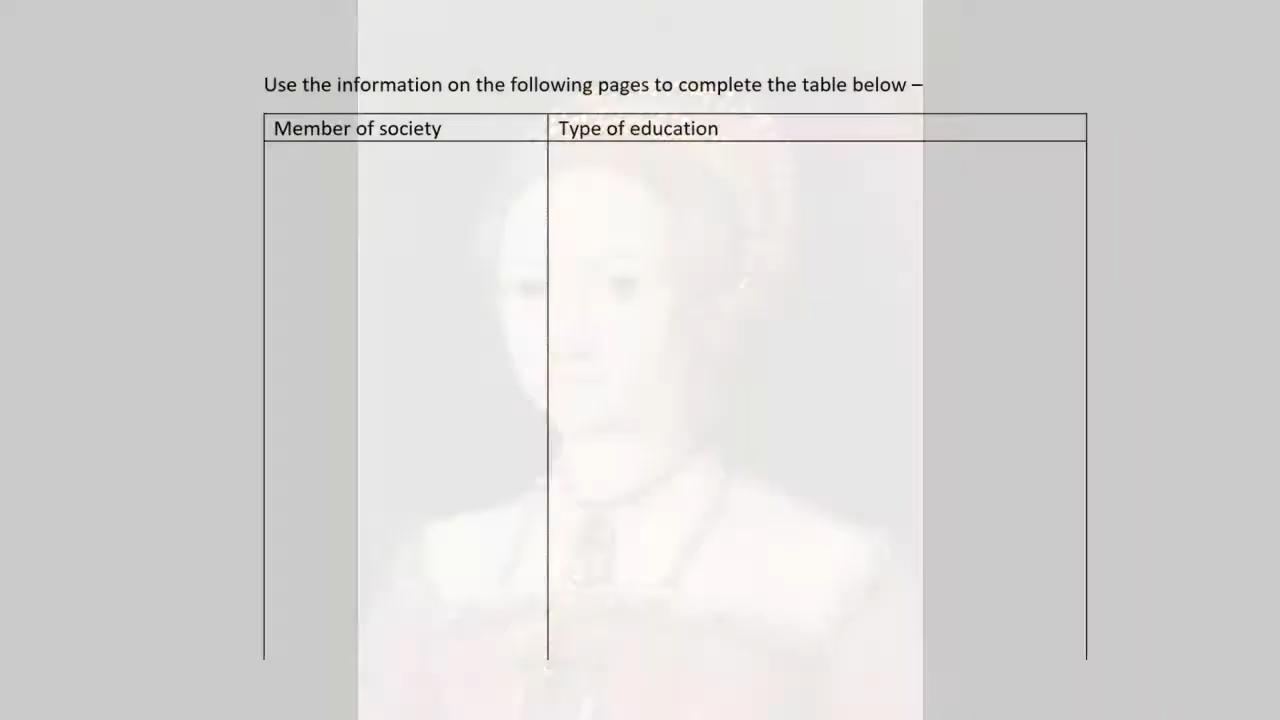 Use the information on the following pages to complete the table below –
Member of society
Type of education